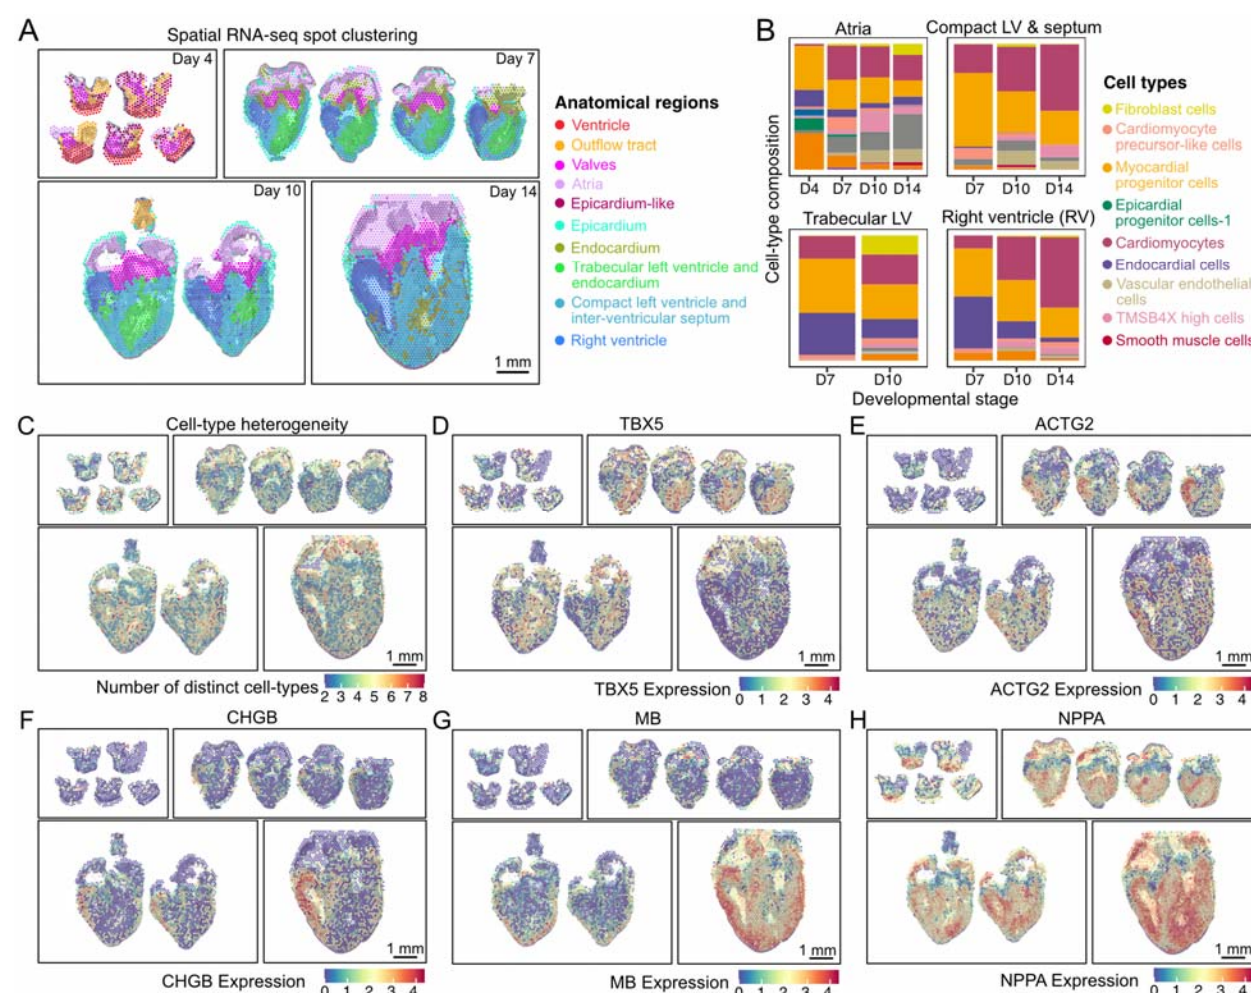 A
Spatial RNA-seq spot clustering
Day 4
Day 7
Day 10
Day 14
1 mm
Anatomical regions
Ventricle
Outflow tract
Valves
Atria
Epicardium-like
Epicardium
Endocardium
Trabecular left ventricle and
endocardium
Compact left ventricle and
inter-ventricular septum
Right ventricle
B
Atria
Compact LV & septum
D4 D7 D10 D14
D7 D10 D14
Trabecular LV
Right ventricle (RV)
D7 D10
D7 D10 D14
Cell-type composition
Developmental stage
Cell types
Fibroblast cells
Cardiomyocyte
precursor-like cells
Myocardial
progenitor cells
Epicardial
progenitor cells-1
Cardiomyocytes
Endocardial cells
Vascular endothelial
cells
TMSB4X high cells
Smooth muscle cells
C
Cell-type heterogeneity
1 mm
Number of distinct cell-types
2 3 4 5 6 7 8
D
TBX5
1 mm
TBX5 Expression
0 1 2 3 4
E
ACTG2
1 mm
ACTG2 Expression
0 1 2 3 4
F
CHGB
1 mm
CHGB Expression
0 1 2 3 4
G
MB
1 mm
MB Expression
0 1 2 3 4
H
NPPA
1 mm
NPPA Expression
0 1 2 3 4